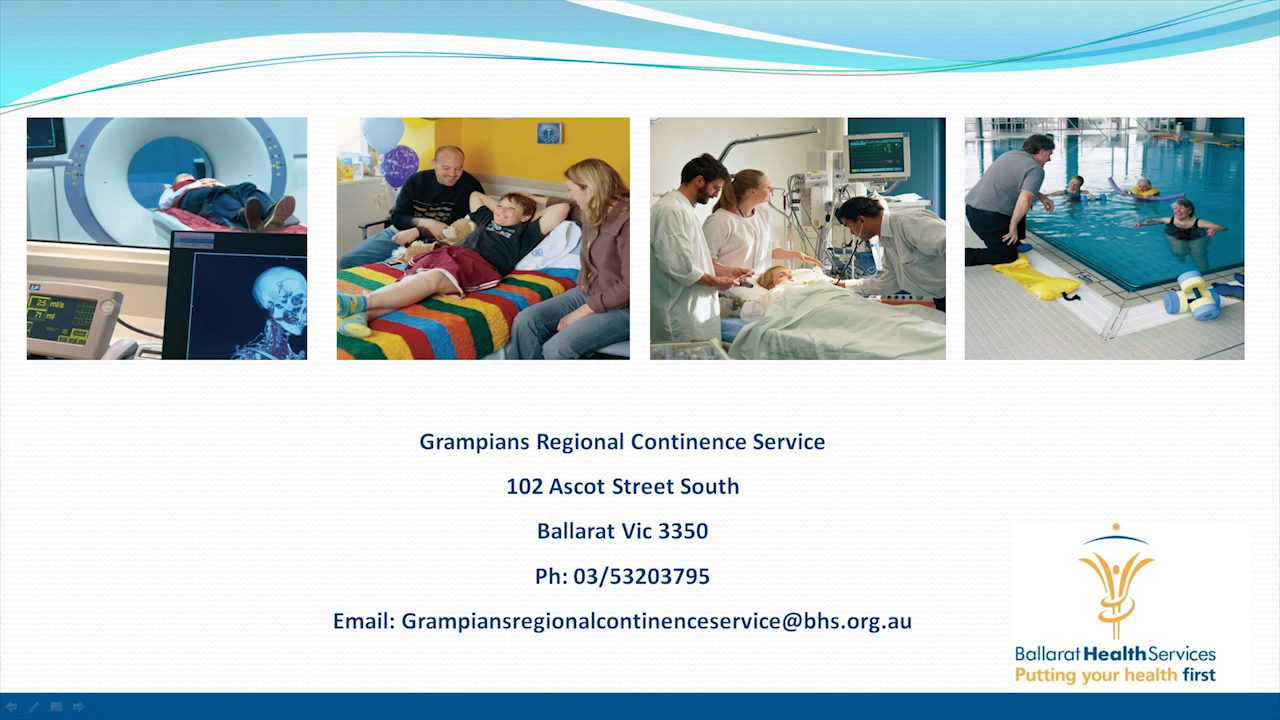 Grampians Regional Continence Service
102 Ascot Street South
Ballarat Vic 3350
Ph: 03/53203795
Email: Grampiansregionalcontinenceservice@bhs.org.au
Ballarat Health Services
Putting your health first